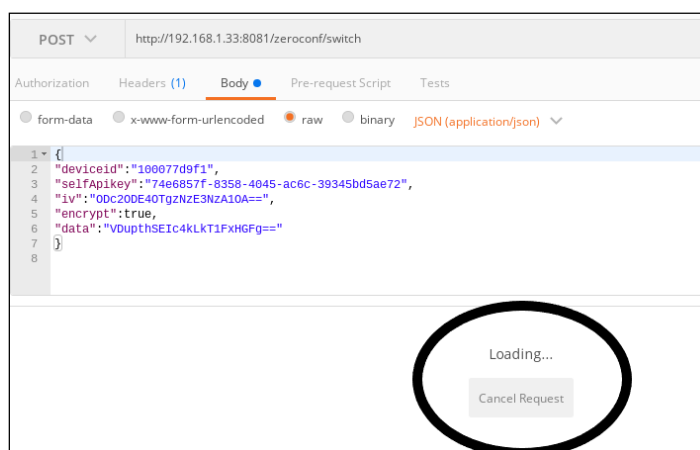 POST http://192.168.1.33:8081/zeroconf/switch
Authorization Headers (1) Body Pre-request Script Tests
form-data x-www-form-urlencoded raw binary JSON (application/json)
1 {
2 "deviceid":"100077d9f1",
3 "selfApikey":"74e6857f-8358-4045-ac6c-39345bd5ae72",
4 "iv":"ODc2ODE4OTgzNzE3NzA1OA==",
5 "encrypt":true,
6 "data":"VDupthSEIc4kLkT1FxHGFg=="
7 }
8
Loading...
Cancel Request